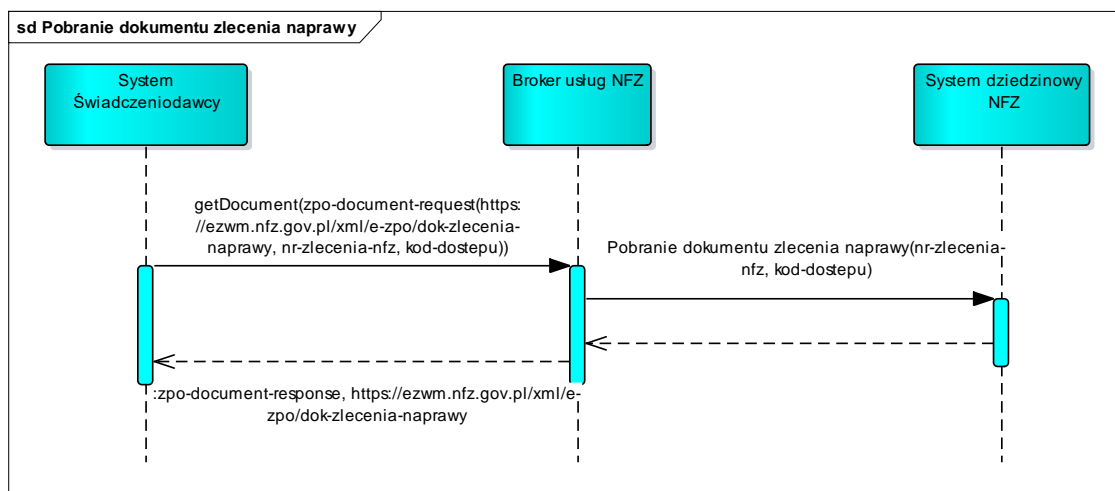 sd Pobranie dokumentu zlecenia naprawy
System
Świadczeniodawcy
Broker usług NFZ
System dziedzinowy
NFZ
getDocument(zpo-document-request(https:
//ezwm.nfz.gov.pl/xml/e-zpo/dok-zlecenia-
naprawy, nr-zlecenia-nfz, kod-dostepu))
Pobranie dokumentu zlecenia naprawy(nr-zlecenia-
nfz, kod-dostepu)
:zpo-document-response, https://ezwm.nfz.gov.pl/xml/e-
zpo/dok-zlecenia-naprawy